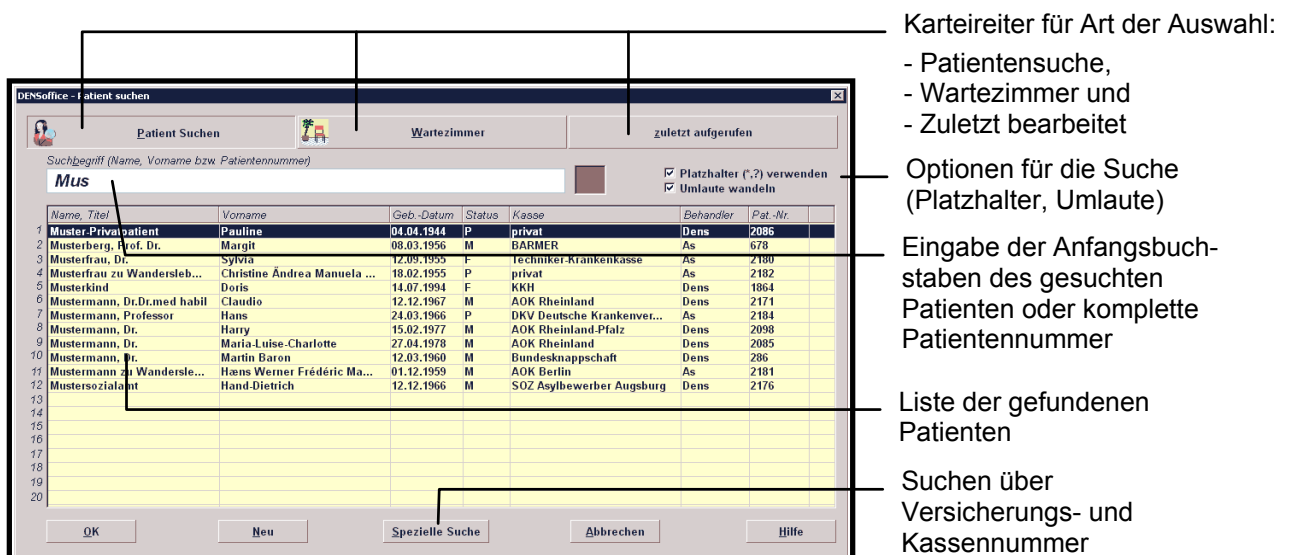 Karteireiter für Art der Auswahl:
- Patientensuche,
- Wartezimmer und
- Zuletzt bearbeitet
DENSoffice - Patient suchen
Patient Suchen Wartezimmer zuletzt aufgerufen
Suchbegriff (Name, Vorname bzw. Patientennummer)
Mus
Platzhalter (*,?) verwenden
Umlaute wandeln
Optionen für die Suche
(Platzhalter, Umlaute)
Name, Titel Vorname Geb.-Datum Status Kasse Behandler Pat.-Nr.
1 Muster-Privatpatient Pauline 04.04.1944 P privat Dens 2086
2 Musterberg, Prof. Dr. Margit 08.03.1956 M BARMER As 678
3 Musterfrau, Dr. Sylvia 12.09.1955 F Techniker-Krankenkasse As 2180
4 Musterfrau zu Wandersleb... Christine Ändrea Manuela ... 18.02.1955 P privat As 2182
5 Musterkind Doris 14.07.1994 F KKH Dens 1864
6 Mustermann, Dr.Dr.med habil Claudio 12.12.1967 M AOK Rheinland Dens 2171
7 Mustermann, Professor Hans 24.03.1966 P DKV Deutsche Krankenver... As 2184
8 Mustermann, Dr. Harry 15.02.1977 M AOK Rheinland-Pfalz Dens 2098
9 Mustermann, Dr. Maria-Luise-Charlotte 27.04.1978 M AOK Rheinland Dens 2085
10 Mustermann, Dr. Martin Baron 12.03.1960 M Bundesknappschaft Dens 286
11 Mustermann zu Wandersle... Hæns Werner Frédéric Ma... 01.12.1959 M AOK Berlin As 2181
12 Mustersozialamt Hand-Dietrich 12.12.1966 M SOZ Asylbewerber Augsburg Dens 2176
13
14
15
16
17
18
19
20
Eingabe der Anfangsbuch-
staben des gesuchten
Patienten oder komplette
Patientennummer
Liste der gefundenen
Patienten
Suchen über
Versicherungs- und
Kassennummer
OK Neu Spezielle Suche Abbrechen Hilfe